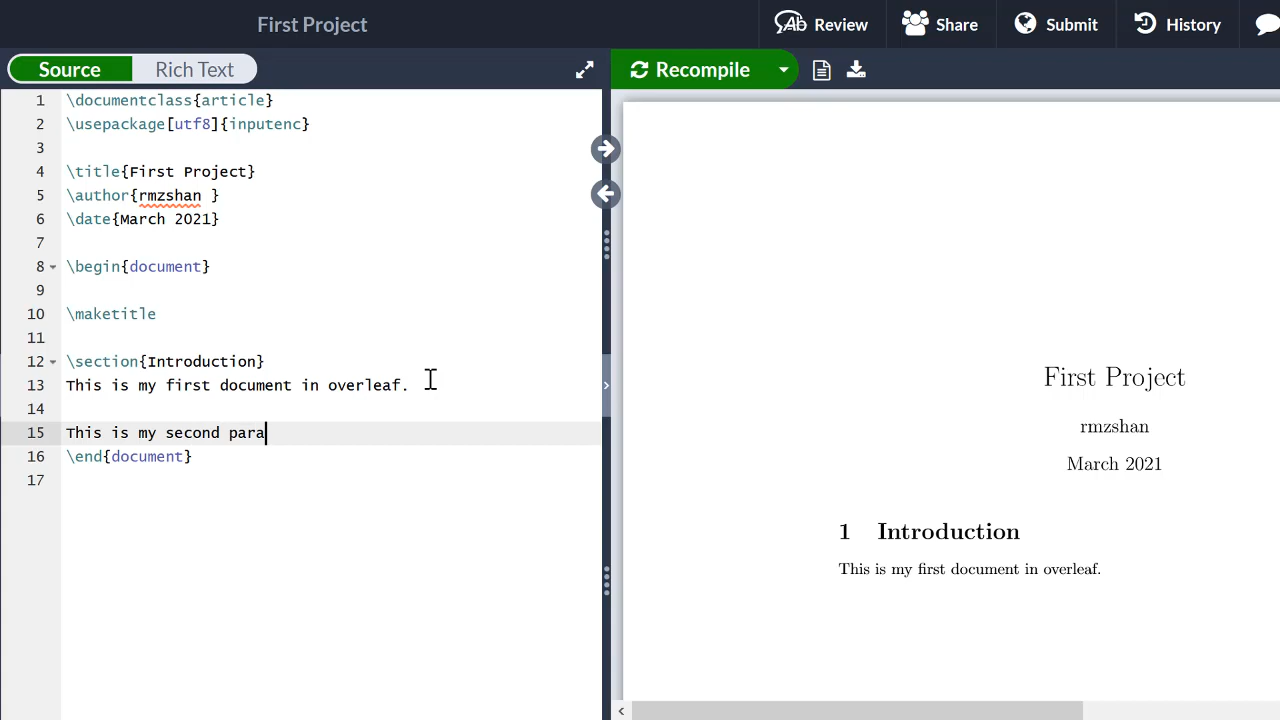 First Project
Review
Share
Submit
History
Source
Rich Text
Recompile
1 \documentclass{article}
2 \usepackage[utf8]{inputenc}
3
4 \title{First Project}
5 \author{rmzshan }
6 \date{March 2021}
7
8 \begin{document}
9
10 \maketitle
11
12 \section{Introduction}
13 This is my first document in overleaf.
14
15 This is my second para
16 \end{document}
17
First Project
rmzshan
March 2021
1 Introduction
This is my first document in overleaf.